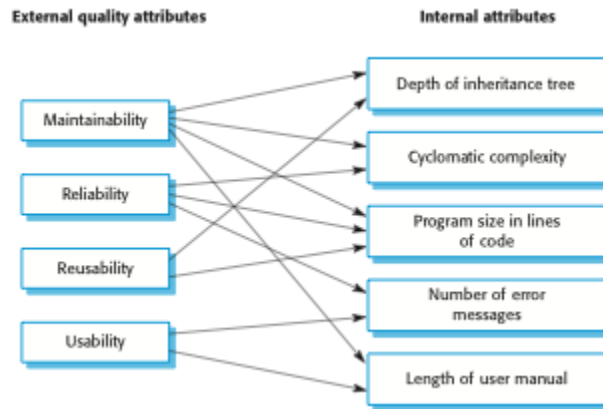 External quality attributes
Internal attributes
Maintainability
Reliability
Reusability
Usability
Depth of inheritance tree
Cyclomatic complexity
Program size in lines
of code
Number of error
messages
Length of user manual